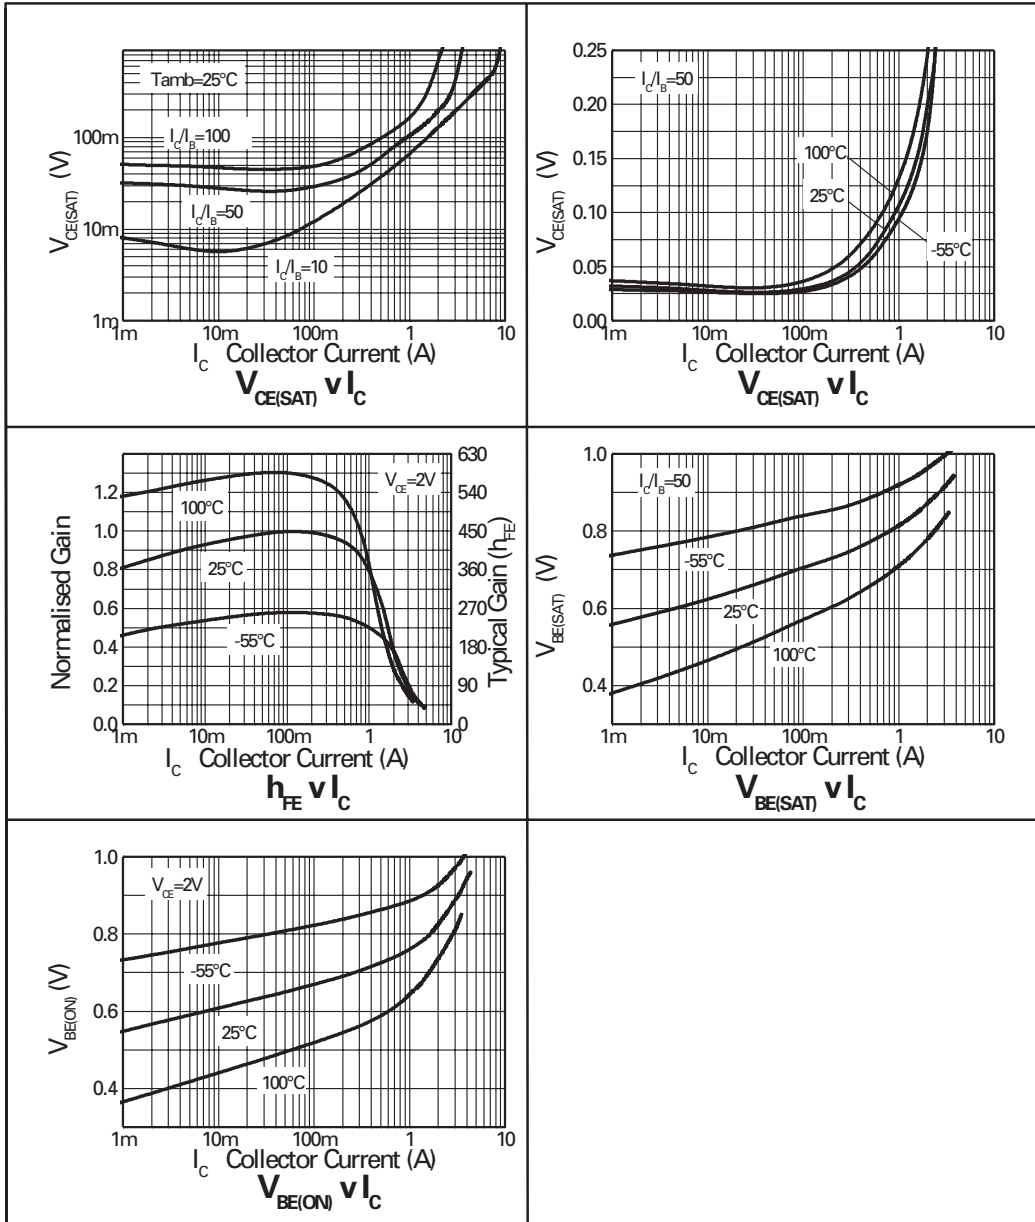 Tamb=25°C
I_C/I_B=100
I_C/I_B=50
I_C/I_B=10
100m
10m
1m
V_CE(SAT) (V)
1m 10m 100m 1 10
I_C Collector Current (A)
V_CE(SAT) v I_C
I_C/I_B=50
100°C
25°C
-55°C
0.25
0.20
0.15
0.10
0.05
0.00
V_CE(SAT) (V)
1m 10m 100m 1 10
I_C Collector Current (A)
V_CE(SAT) v I_C
V_CE=2V
100°C
25°C
-55°C
1.2
1.0
0.8
0.6
0.4
0.2
0.0
Normalised Gain
630
540
450
360
270
180
90
0
Typical Gain (h_FE)
1m 10m 100m 1 10
I_C Collector Current (A)
h_FE v I_C
I_C/I_B=50
-55°C
25°C
100°C
1.0
0.8
0.6
0.4
V_BE(SAT) (V)
1m 10m 100m 1 10
I_C Collector Current (A)
V_BE(SAT) v I_C
V_CE=2V
-55°C
25°C
100°C
1.0
0.8
0.6
0.4
V_BE(ON) (V)
1m 10m 100m 1 10
I_C Collector Current (A)
V_BE(ON) v I_C